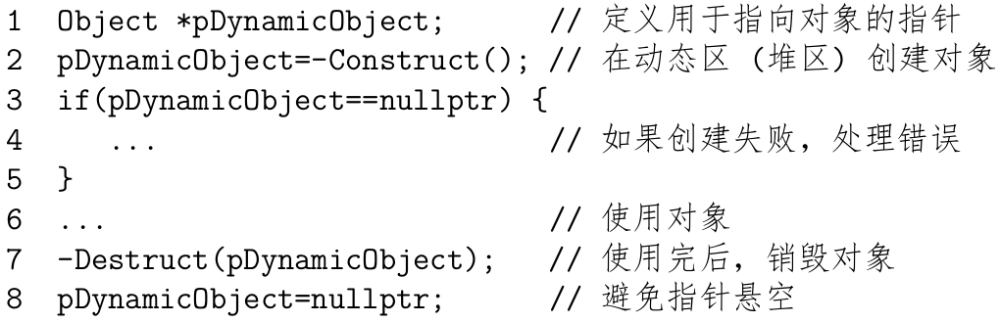 1 Object *pDynamicObject; // 定义用于指向对象的指针
2 pDynamicObject=-Construct(); // 在动态区 (堆区) 创建对象
3 if(pDynamicObject==nullptr) {
4 ... // 如果创建失败, 处理错误
5 }
6 ... // 使用对象
7 -Destruct(pDynamicObject); // 使用完后, 销毁对象
8 pDynamicObject=nullptr; // 避免指针悬空